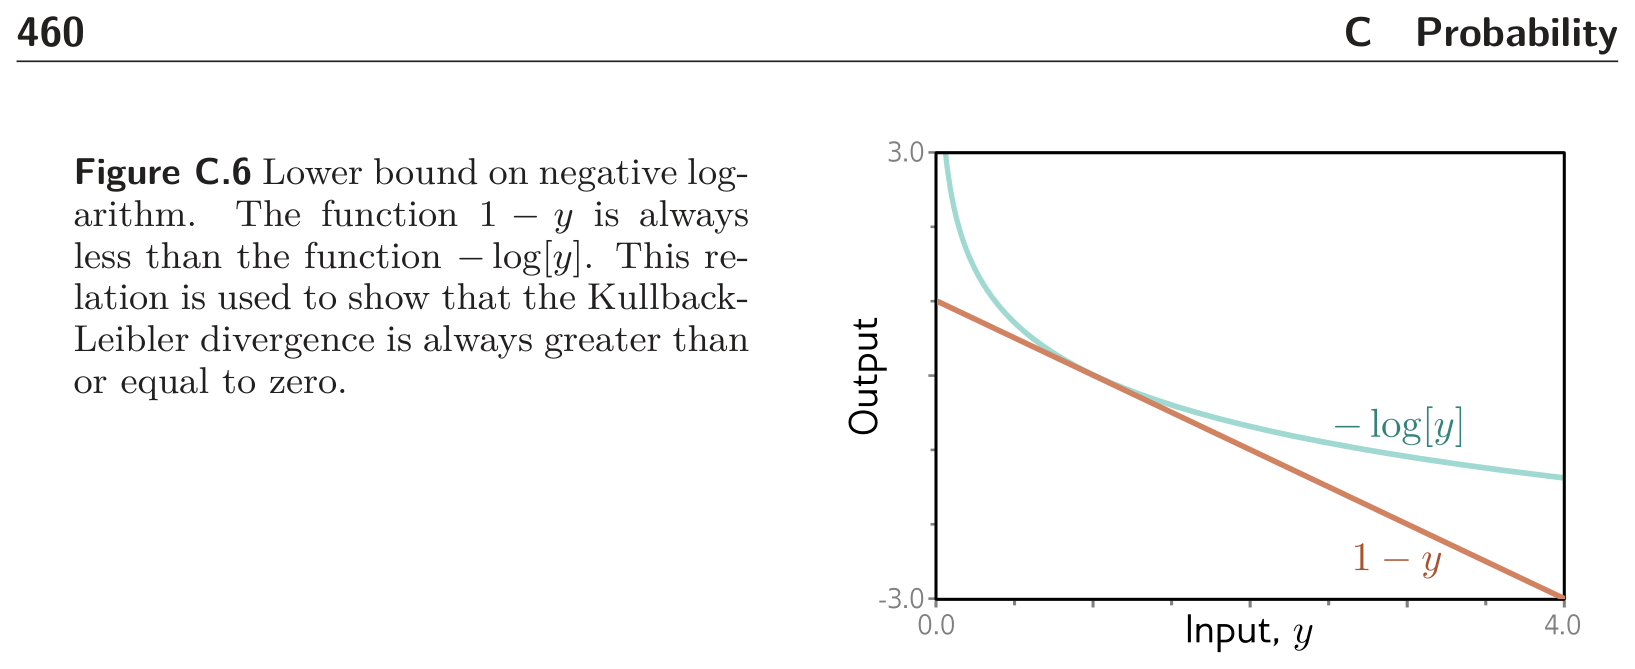 460
C Probability
Figure C.6 Lower bound on negative log-
arithm. The function 1 − y is always
less than the function − log[y]. This re-
lation is used to show that the Kullback-
Leibler divergence is always greater than
or equal to zero.
3.0
Output
− log[y]
1 − y
-3.0
0.0
4.0
Input, y